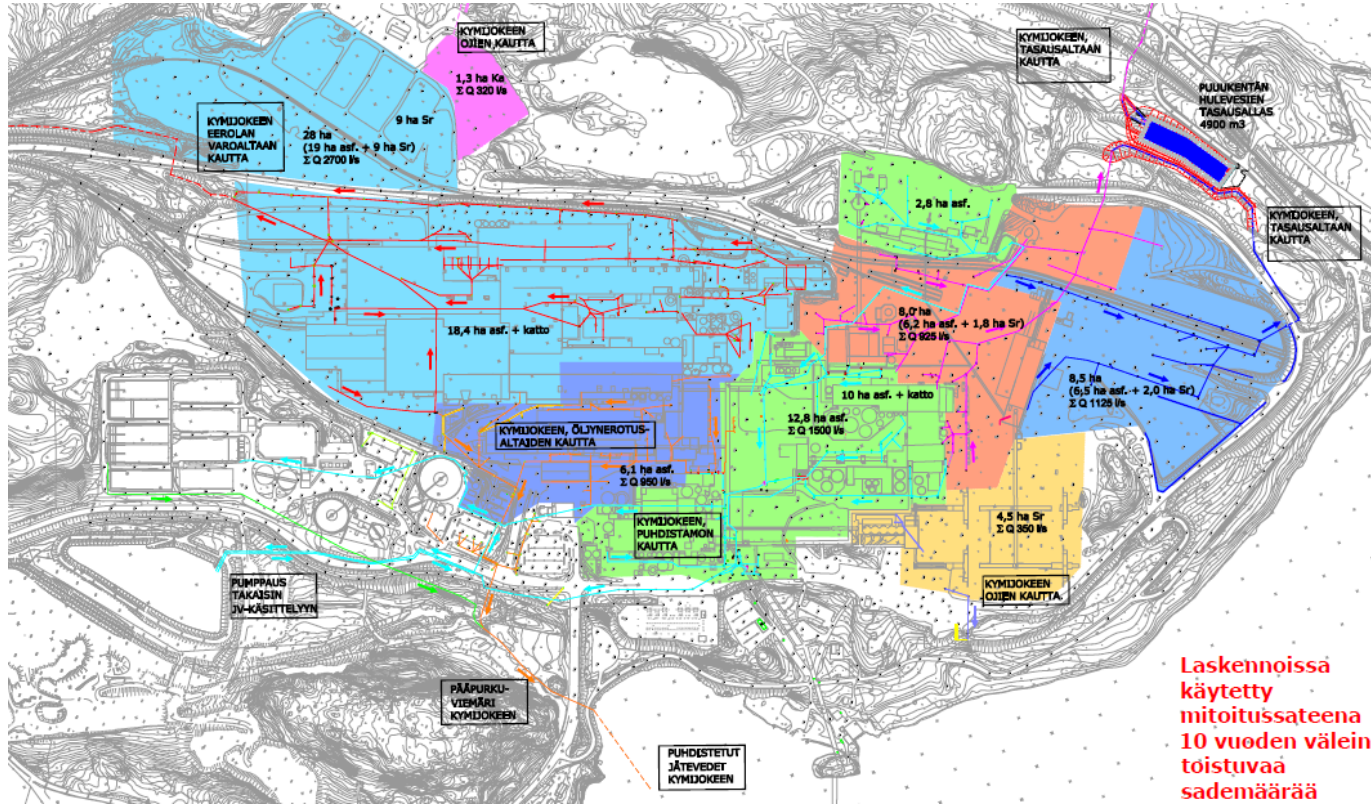 KYMIJOKEEN
OJIEN KAUTTA
1,3 ha Ka
Σ Q 320 l/s
9 ha Sr
KYMIJOKEEN
EEROLAN
VAROALTAAN
KAUTTA
28 ha
(19 ha asf. + 9 ha Sr)
Σ Q 2700 l/s
KYMIJOKEEN,
TASAUSALTAAN
KAUTTA
PUUUKENTÄN
HULEVESIEN
TASAUSALLAS
4900 m3
KYMIJOKEEN,
TASAUSALTAAN
KAUTTA
2,8 ha asf.
18,4 ha asf. + katto
8,0 ha
(6,2 ha asf. + 1,8 ha Sr)
Σ Q 925 l/s
8,5 ha
(6,5 ha asf. + 2,0 ha Sr)
Σ Q 1125 l/s
10 ha asf. + katto
12,8 ha asf.
Σ Q 1500 l/s
KYMIJOKEEN, ÖLJYNEROTUS-
ALTAIDEN KAUTTA
6,1 ha asf.
Σ Q 950 l/s
KYMIJOKEEN,
PUHDISTAMON
KAUTTA
4,5 ha Sr
Σ Q 350 l/s
KYMIJOKEEN
OJIEN KAUTTA
PUMPPAUS
TAKAISIN
JV-KÄSITTELYYN
PÄÄPURKU-
VIEMÄRI
KYMIJOKEEN
PUHDISTETUT
JÄTEVEDET
KYMIJOKEEN
Laskennoissa
käytetty
mitoitussateena
10 vuoden välein
toistuvaa
sademäärää